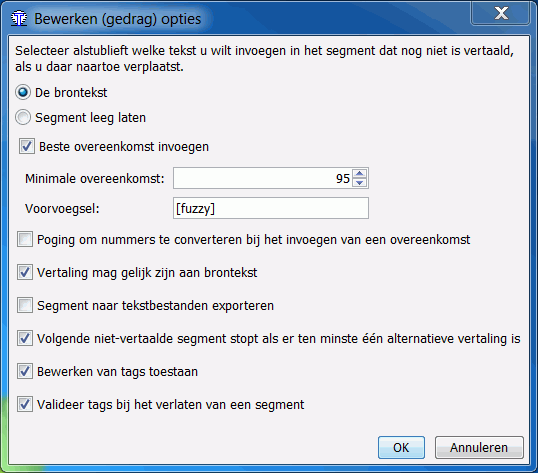 Bewerken (gedrag) opties
Selecteer alstublieft welke tekst u wilt invoegen in het segment dat nog niet is vertaald,
als u daar naartoe verplaatst.
De brontekst
Segment leeg laten
Beste overeenkomst invoegen
Minimale overeenkomst: 95
Voorvoegsel: [fuzzy]
Poging om nummers te converteren bij het invoegen van een overeenkomst
Vertaling mag gelijk zijn aan brontekst
Segment naar tekstbestanden exporteren
Volgende niet-vertaalde segment stopt als er ten minste één alternatieve vertaling is
Bewerken van tags toestaan
Valideer tags bij het verlaten van een segment
OK Annuleren